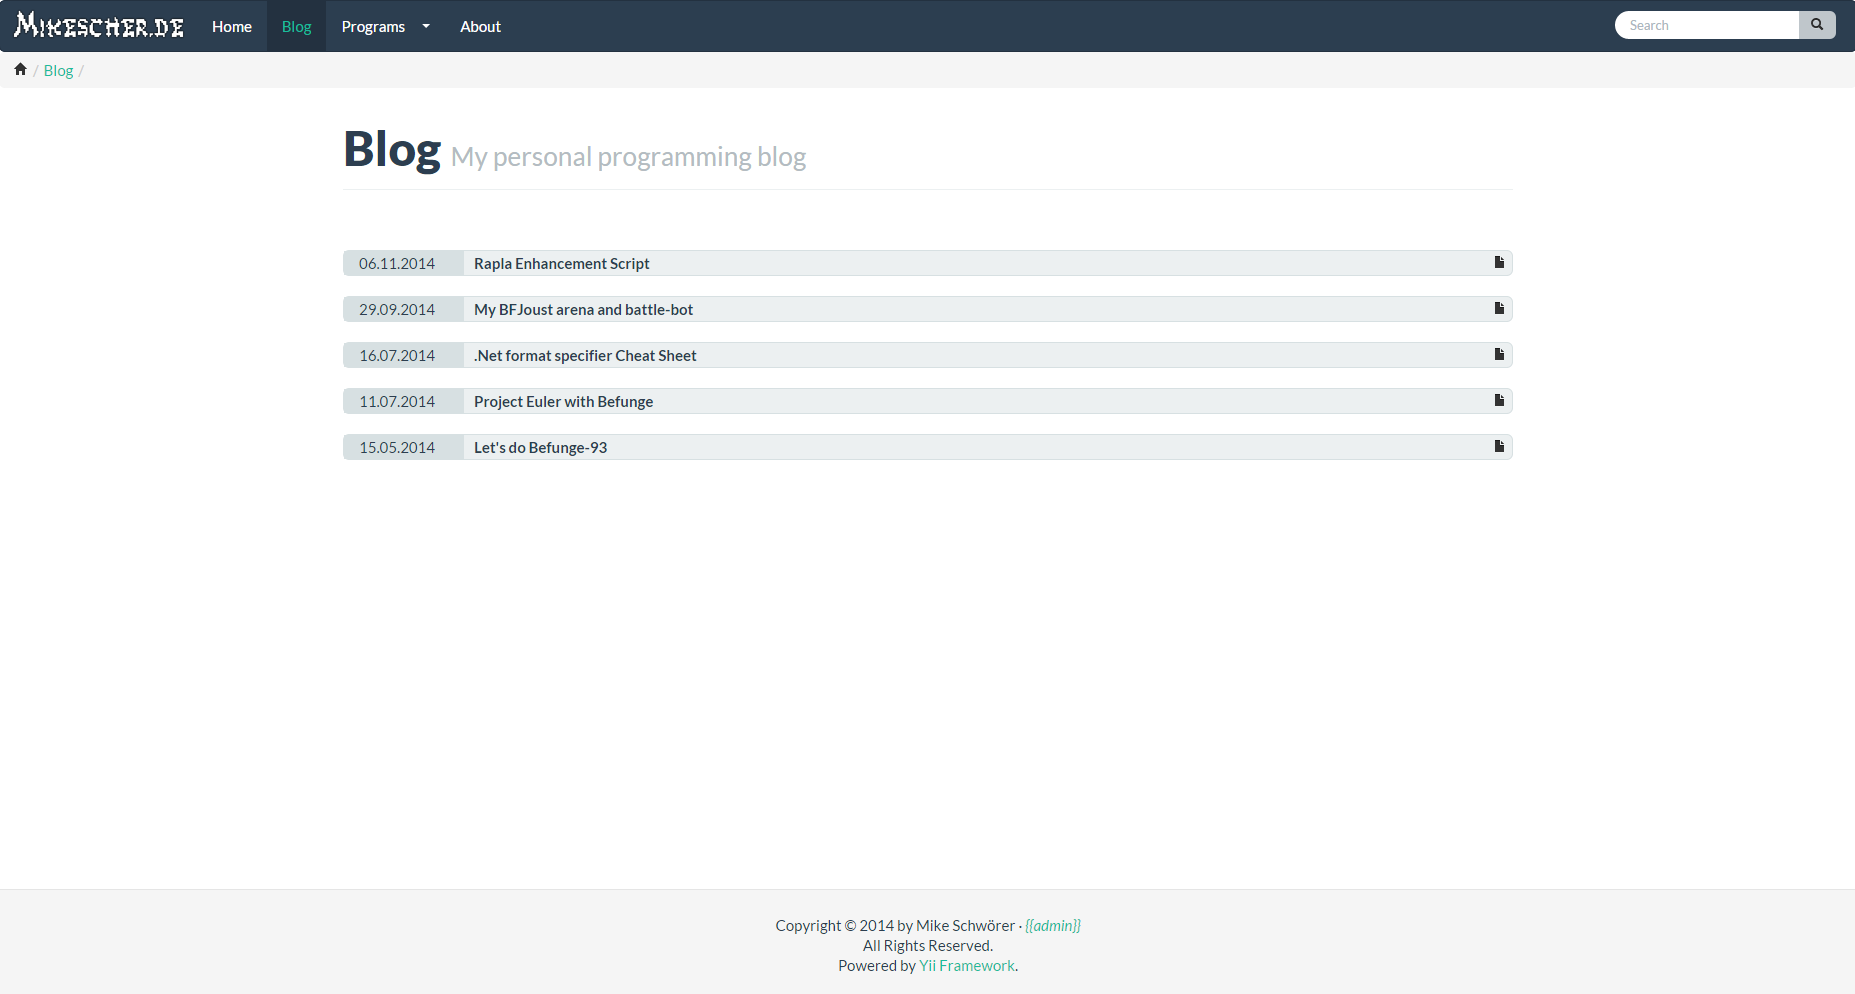 MIKESCHER.DE Home Blog Programs About Search
/ Blog /
Blog My personal programming blog
06.11.2014 Rapla Enhancement Script
29.09.2014 My BFJoust arena and battle-bot
16.07.2014 .Net format specifier Cheat Sheet
11.07.2014 Project Euler with Befunge
15.05.2014 Let's do Befunge-93
Copyright © 2014 by Mike Schwörer · {{admin}}
All Rights Reserved.
Powered by Yii Framework.